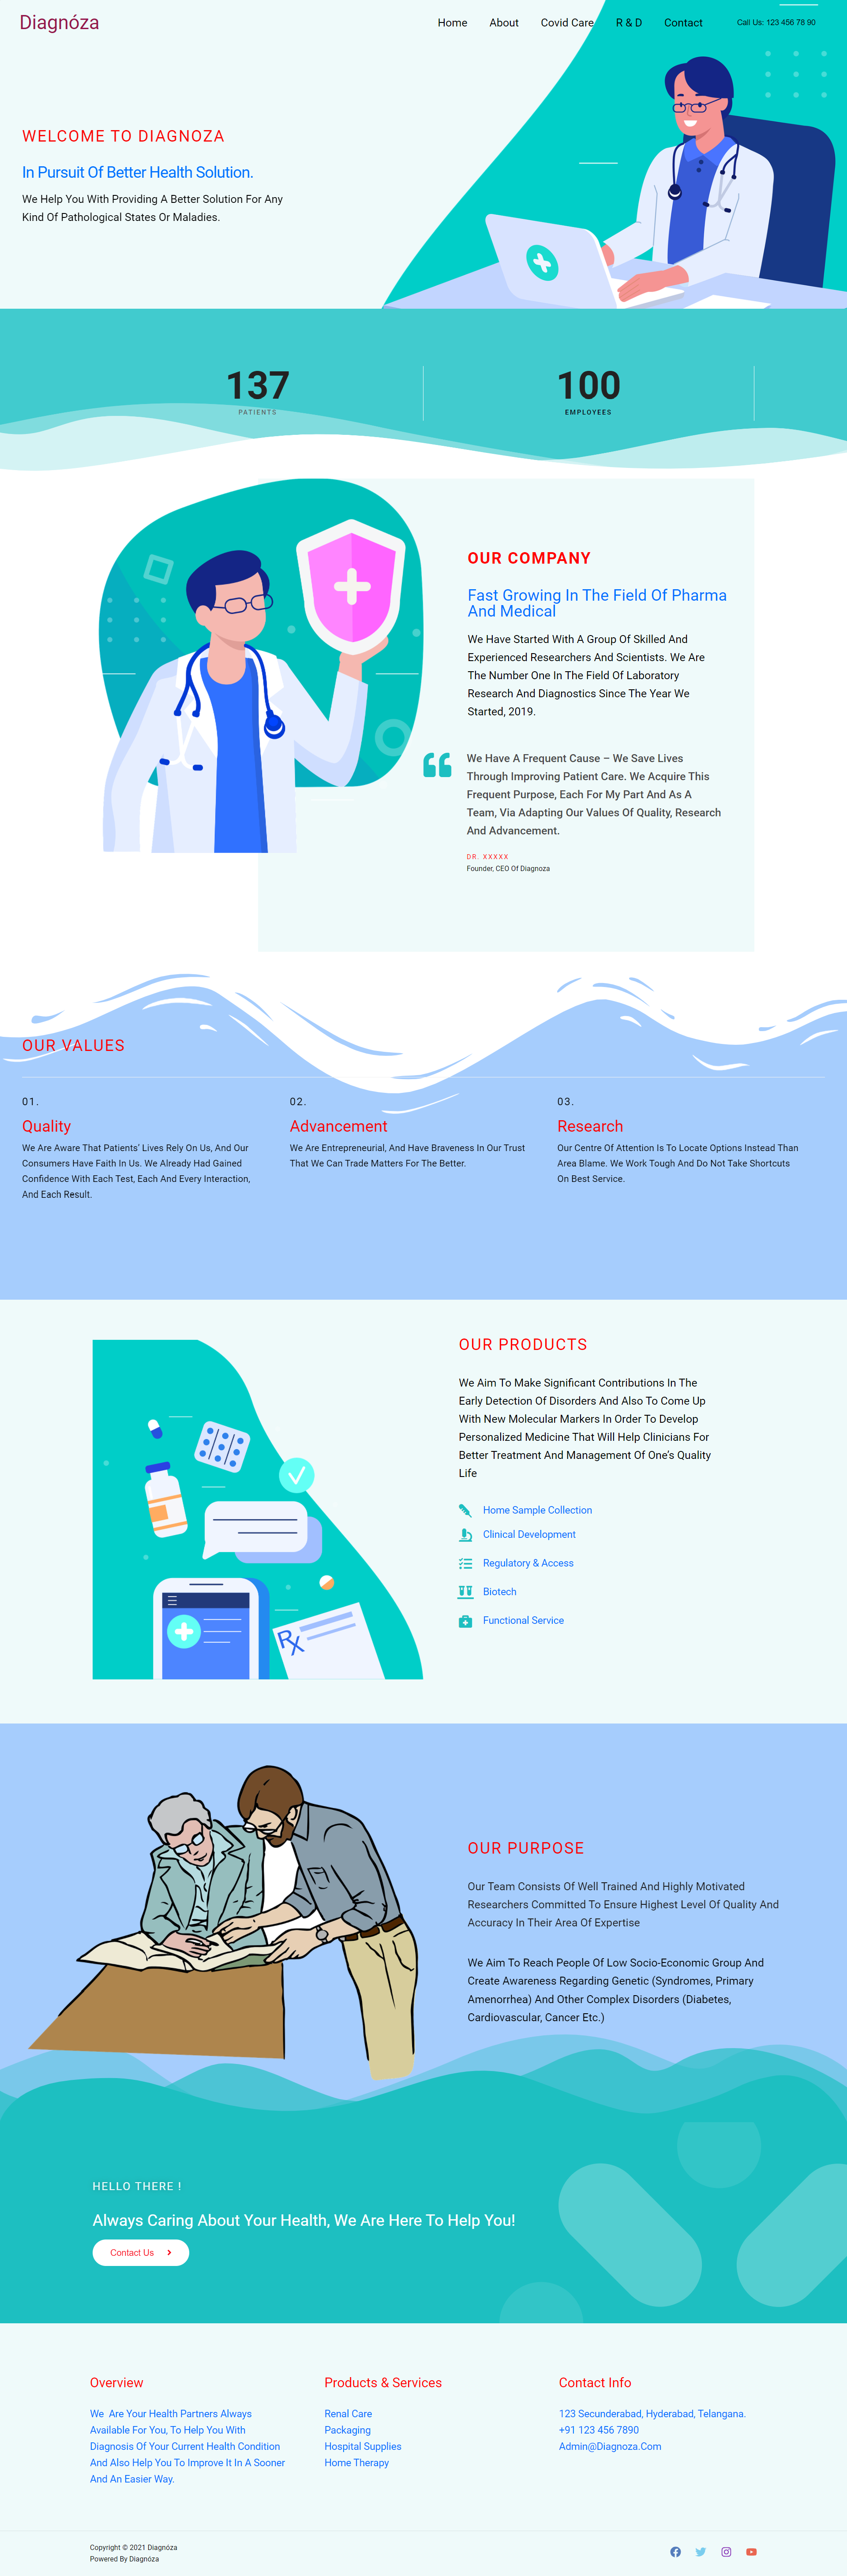 Diagnóza
Home About Covid Care R & D Contact Call Us: 123 456 78 90
WELCOME TO DIAGNOZA
In Pursuit Of Better Health Solution.
We Help You With Providing A Better Solution For Any
Kind Of Pathological States Or Maladies.
137
PATIENTS
100
EMPLOYEES
OUR COMPANY
Fast Growing In The Field Of Pharma
And Medical
We Have Started With A Group Of Skilled And
Experienced Researchers And Scientists. We Are
The Number One In The Field Of Laboratory
Research And Diagnostics Since The Year We
Started, 2019.
We Have A Frequent Cause – We Save Lives
Through Improving Patient Care. We Acquire This
Frequent Purpose, Each For My Part And As A
Team, Via Adapting Our Values Of Quality, Research
And Advancement.
DR. XXXXX
Founder, CEO Of Diagnoza
OUR VALUES
01.
Quality
We Are Aware That Patients' Lives Rely On Us, And Our
Consumers Have Faith In Us. We Already Had Gained
Confidence With Each Test, Each And Every Interaction,
And Each Result.
02.
Advancement
We Are Entrepreneurial, And Have Braveness In Our Trust
That We Can Trade Matters For The Better.
03.
Research
Our Centre Of Attention Is To Locate Options Instead Than
Area Blame. We Work Tough And Do Not Take Shortcuts
On Best Service.
Rx
OUR PRODUCTS
We Aim To Make Significant Contributions In The
Early Detection Of Disorders And Also To Come Up
With New Molecular Markers In Order To Develop
Personalized Medicine That Will Help Clinicians For
Better Treatment And Management Of One's Quality
Life
Home Sample Collection
Clinical Development
Regulatory & Access
Biotech
Functional Service
OUR PURPOSE
Our Team Consists Of Well Trained And Highly Motivated
Researchers Committed To Ensure Highest Level Of Quality And
Accuracy In Their Area Of Expertise
We Aim To Reach People Of Low Socio-Economic Group And
Create Awareness Regarding Genetic (Syndromes, Primary
Amenorrhea) And Other Complex Disorders (Diabetes,
Cardiovascular, Cancer Etc.)
HELLO THERE !
Always Caring About Your Health, We Are Here To Help You!
Contact Us
Overview
We Are Your Health Partners Always
Available For You, To Help You With
Diagnosis Of Your Current Health Condition
And Also Help You To Improve It In A Sooner
And An Easier Way.
Products & Services
Renal Care
Packaging
Hospital Supplies
Home Therapy
Contact Info
123 Secunderabad, Hyderabad, Telangana.
+91 123 456 7890
Admin@Diagnoza.Com
Copyright © 2021 Diagnóza
Powered By Diagnóza